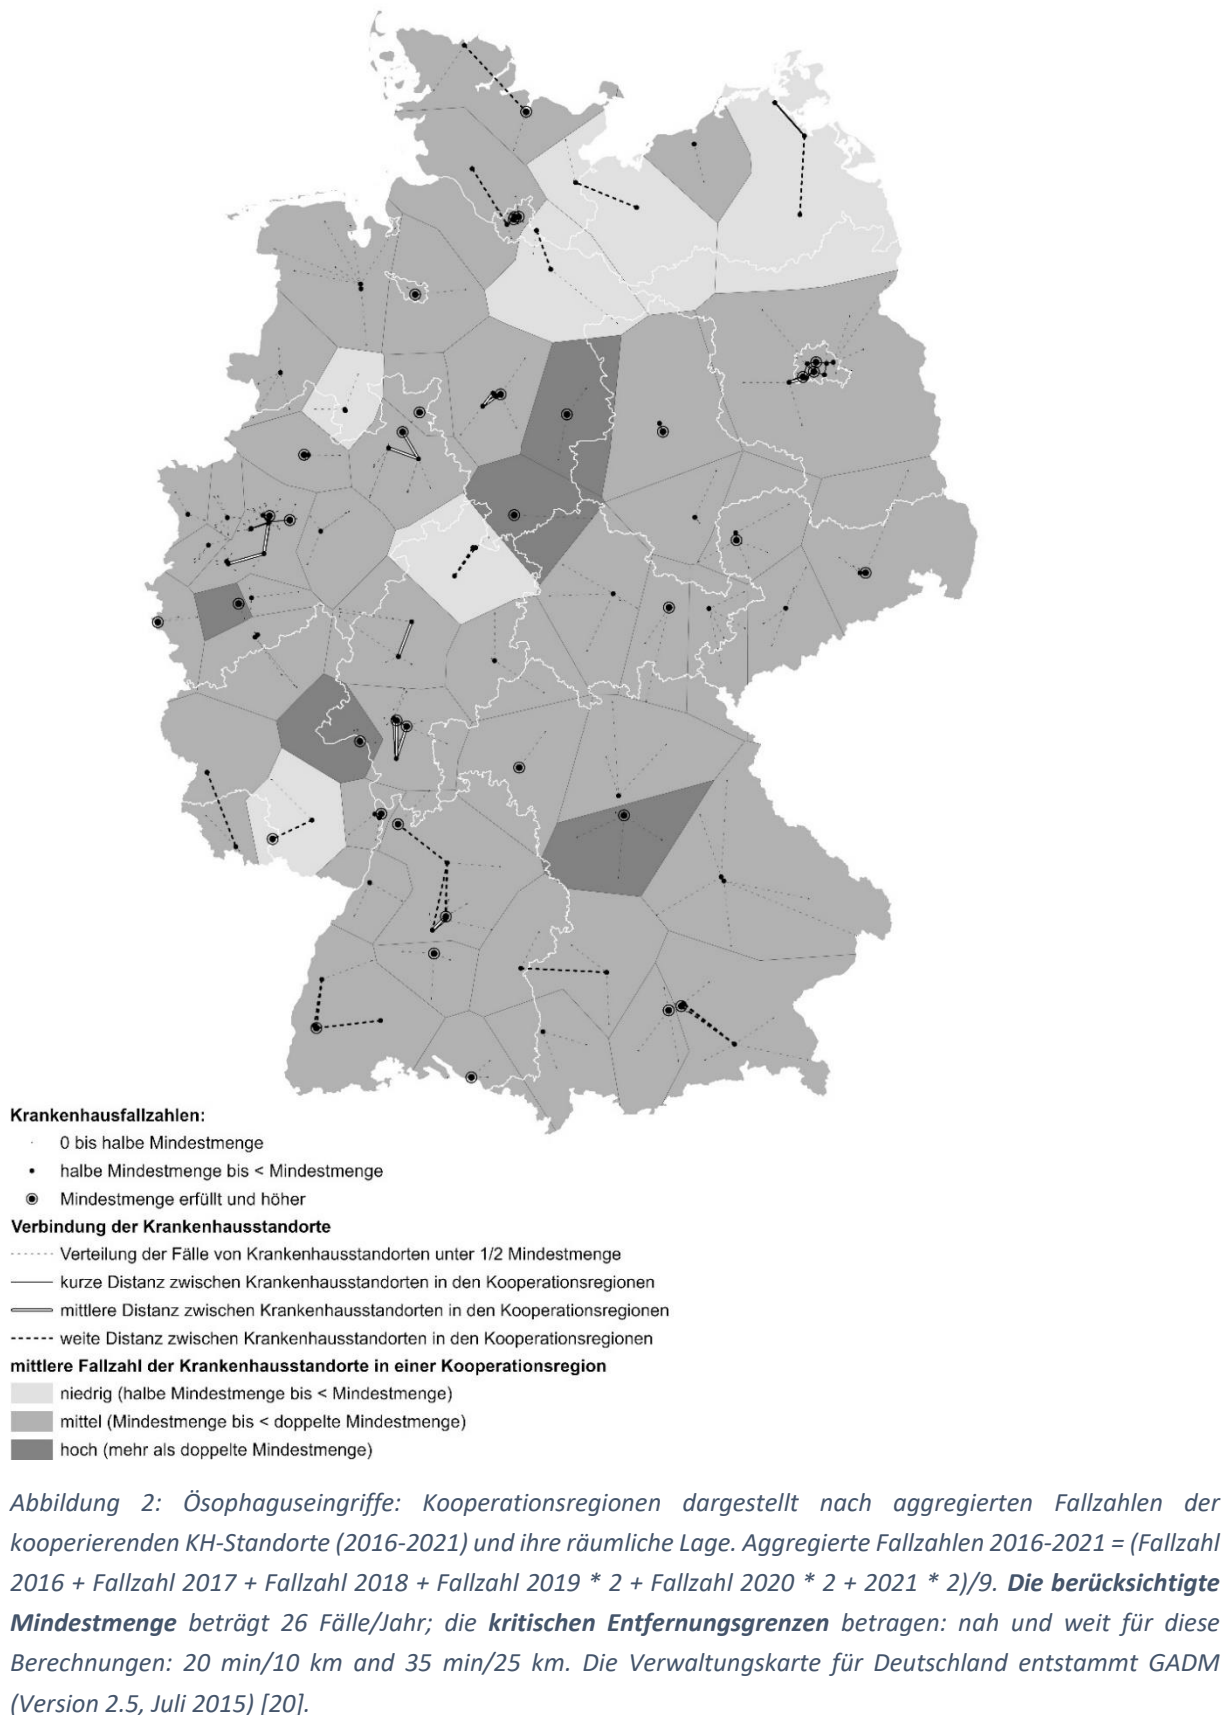 Krankenhausfallzahlen:
0 bis halbe Mindestmenge
halbe Mindestmenge bis < Mindestmenge
Mindestmenge erfüllt und höher
Verbindung der Krankenhausstandorte
Verteilung der Fälle von Krankenhausstandorten unter 1/2 Mindestmenge
kurze Distanz zwischen Krankenhausstandorten in den Kooperationsregionen
mittlere Distanz zwischen Krankenhausstandorten in den Kooperationsregionen
weite Distanz zwischen Krankenhausstandorten in den Kooperationsregionen
mittlere Fallzahl der Krankenhausstandorte in einer Kooperationsregion
niedrig (halbe Mindestmenge bis < Mindestmenge)
mittel (Mindestmenge bis < doppelte Mindestmenge)
hoch (mehr als doppelte Mindestmenge)
Abbildung 2: Ösophaguseingriffe: Kooperationsregionen dargestellt nach aggregierten Fallzahlen der
kooperierenden KH-Standorte (2016-2021) und ihre räumliche Lage. Aggregierte Fallzahlen 2016-2021 = (Fallzahl
2016 + Fallzahl 2017 + Fallzahl 2018 + Fallzahl 2019 * 2 + Fallzahl 2020 * 2 + 2021 * 2)/9. Die berücksichtigte
Mindestmenge beträgt 26 Fälle/Jahr; die kritischen Entfernungsgrenzen betragen: nah und weit für diese
Berechnungen: 20 min/10 km and 35 min/25 km. Die Verwaltungskarte für Deutschland entstammt GADM
(Version 2.5, Juli 2015) [20].